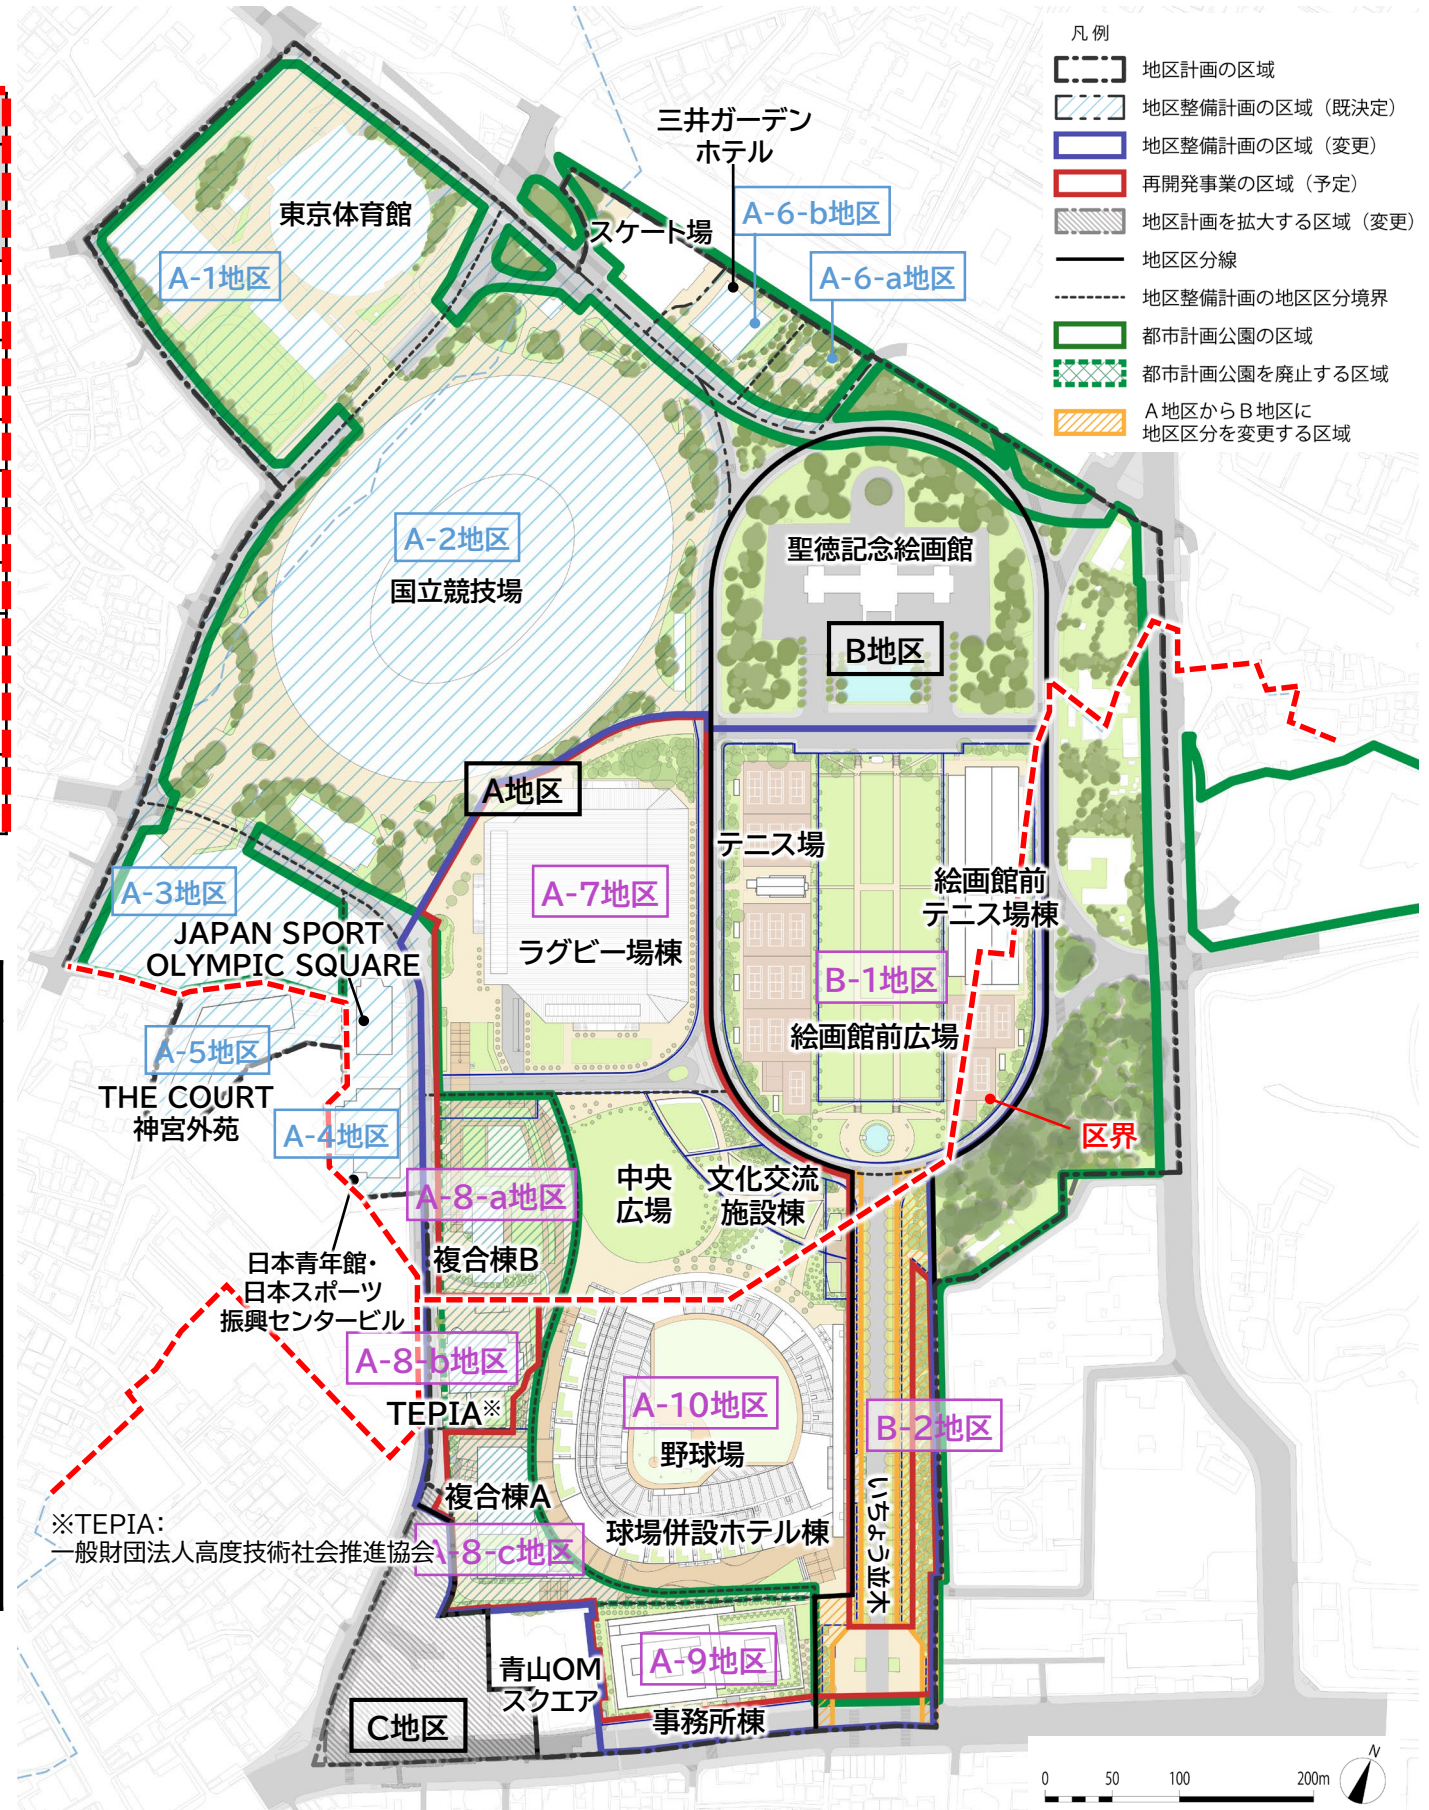 凡例
地区計画の区域
地区整備計画の区域（既決定）
地区整備計画の区域（変更）
再開発事業の区域（予定）
地区計画を拡大する区域（変更）
地区区分線
地区整備計画の地区区分境界
都市計画公園の区域
都市計画公園を廃止する区域
A地区からB地区に
地区区分を変更する区域
三井ガーデン
ホテル
東京体育館
スケート場
A-6-b地区
A-1地区
A-6-a地区
A-2地区
国立競技場
聖徳記念絵画館
B地区
A地区
テニス場
A-3地区
A-7地区
絵画館前
テニス場棟
JAPAN SPORT
OLYMPIC SQUARE
ラグビー場棟
B-1地区
絵画館前広場
A-5地区
THE COURT
神宮外苑
A-4地区
区界
A-8-a地区
中央
広場
文化交流
施設棟
複合棟B
日本青年館・
日本スポーツ
振興センタービル
A-8-b地区
TEPIA※
A-10地区
野球場
B-2地区
複合棟A
いちょう並木
※TEPIA：
一般財団法人高度技術社会推進協会
A-8-c地区
球場併設ホテル棟
青山OM
スクエア
A-9地区
C地区
事務所棟
N
0 50 100 200m